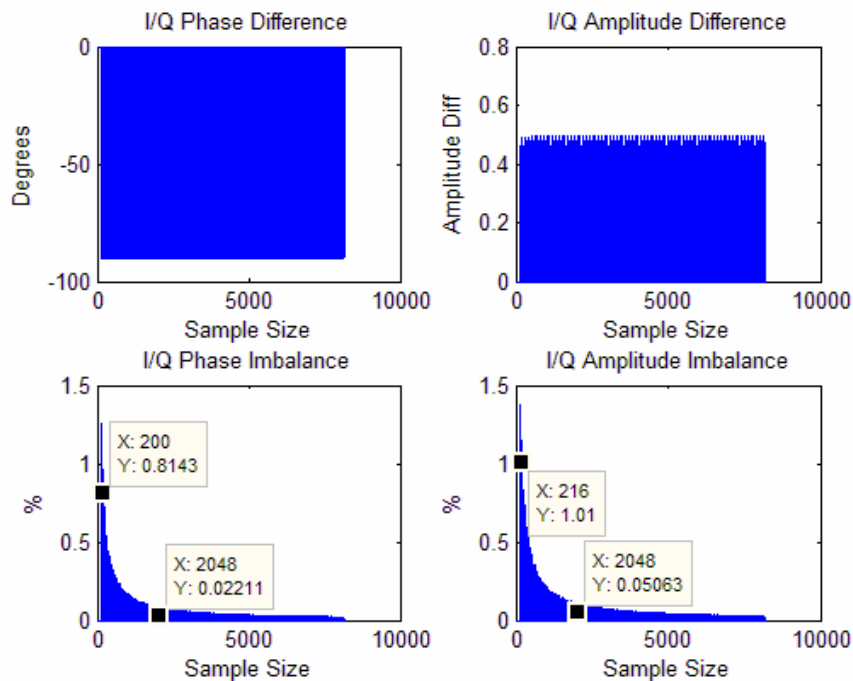 I/Q Phase Difference
0
-50
-100
Degrees
0
5000
10000
Sample Size
I/Q Amplitude Difference
0.8
0.6
0.4
0.2
0
Amplitude Diff
0
5000
10000
Sample Size
I/Q Phase Imbalance
1.5
1
0.5
0
%
X: 200
Y: 0.8143
X: 2048
Y: 0.02211
0
5000
10000
Sample Size
I/Q Amplitude Imbalance
1.5
1
0.5
0
%
X: 216
Y: 1.01
X: 2048
Y: 0.05063
0
5000
10000
Sample Size